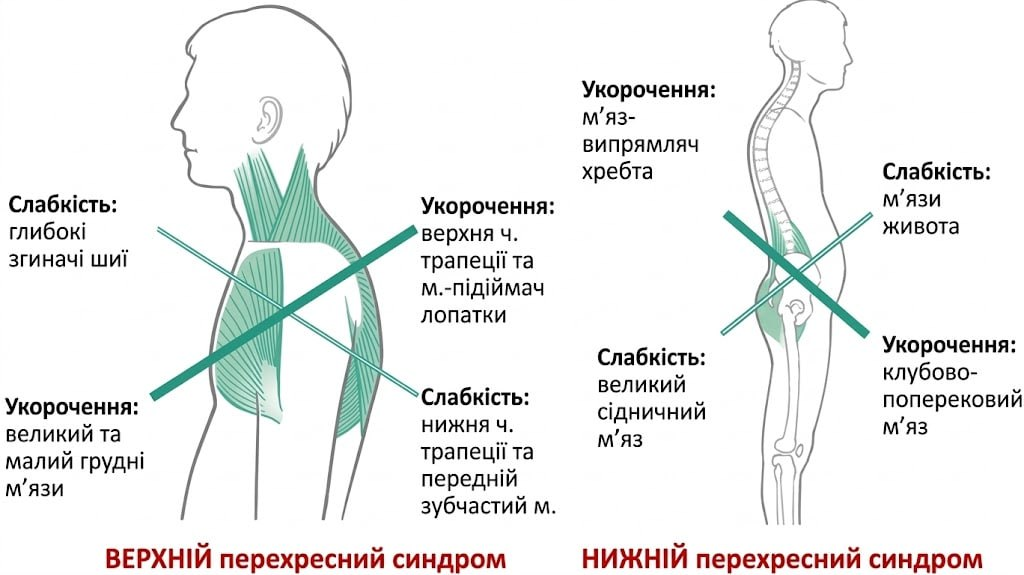 Слабкість:
глибокі
згиначі шиї
Укорочення:
верхня ч.
трапеції та
м.-підіймач
лопатки
Укорочення:
великий та
малий грудні
м’язи
Слабкість:
нижня ч.
трапеції та
передній
зубчастий м.
ВЕРХНІЙ перехресний синдром
Укорочення:
м’яз-
випрямляч
хребта
Слабкість:
м’язи
живота
Слабкість:
великий
сідничний
м’яз
Укорочення:
клубово-
поперековий
м’яз
НИЖНІЙ перехресний синдром